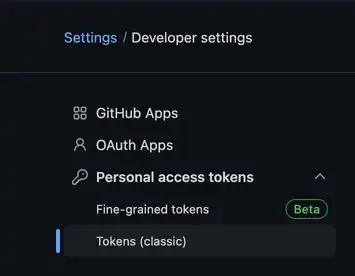 Settings / Developer settings
GitHub Apps
OAuth Apps
Personal access tokens
Fine-grained tokens Beta
Tokens (classic)